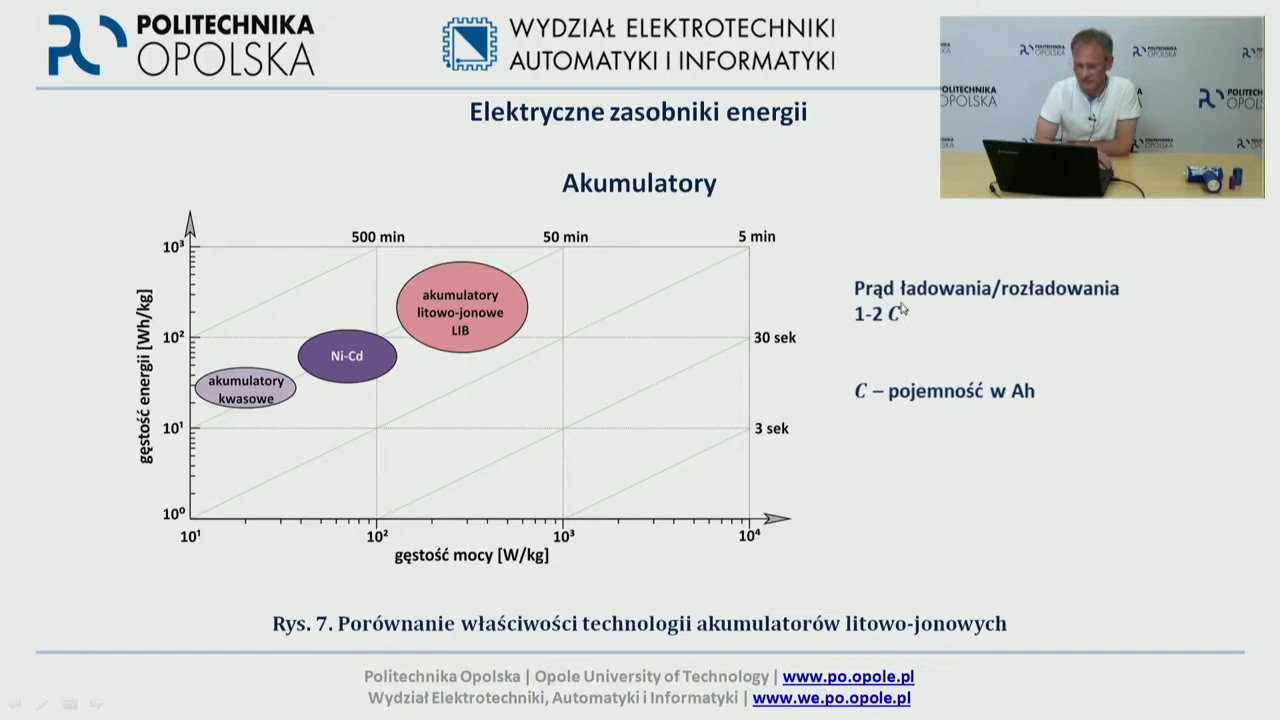 POLITECHNIKA
OPOLSKA
WYDZIAŁ ELEKTROTECHNIKI
AUTOMATYKI I INFORMATYKI
Elektryczne zasobniki energii
Akumulatory
500 min
50 min
5 min
10³
10²
10¹
10⁰
gęstość energii [Wh/kg]
akumulatory
litowo-jonowe
LIB
Ni-Cd
akumulatory
kwasowe
30 sek
3 sek
10¹
10²
10³
10⁴
gęstość mocy [W/kg]
Prąd ładowania/rozładowania
1-2 C
C – pojemność w Ah
Rys. 7. Porównanie właściwości technologii akumulatorów litowo-jonowych
Politechnika Opolska | Opole University of Technology | www.po.opole.pl
Wydział Elektrotechniki, Automatyki i Informatyki | www.we.po.opole.pl